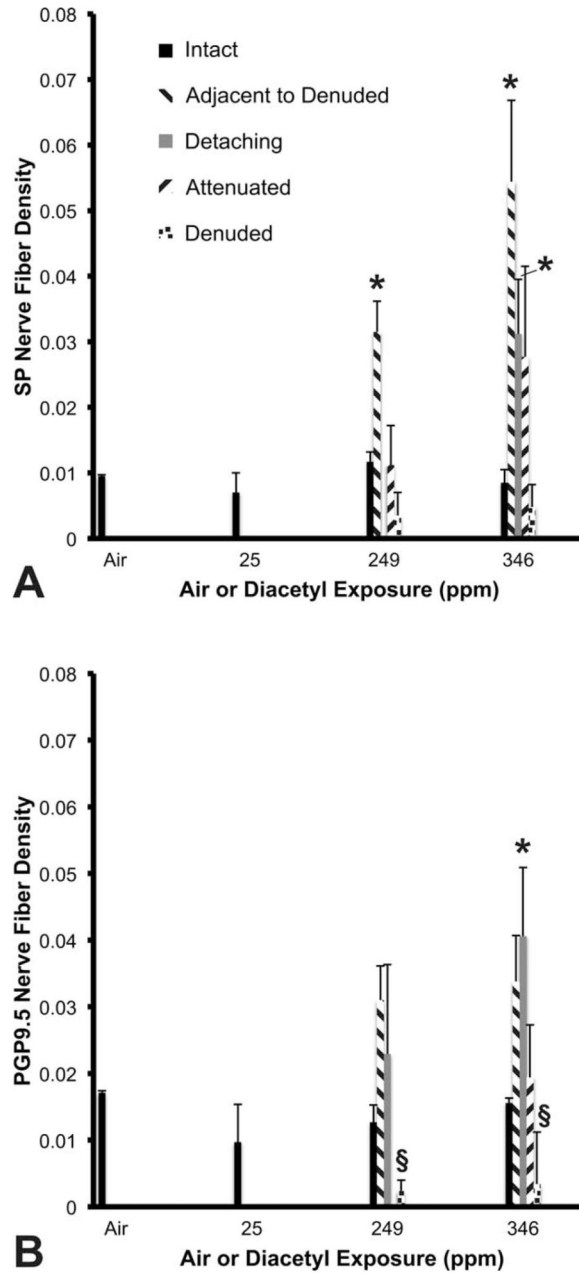 0.08
Intact
0.07
Adjacent to Denuded
*
0.06
Detaching
Attenuated
0.05
Denuded
SP Nerve Fiber Density
0.04
*
*
0.03
0.02
0.01
0
Air 25 249 346
A
Air or Diacetyl Exposure (ppm)
0.08
0.07
0.06
0.05
*
PGP9.5 Nerve Fiber Density
0.04
0.03
0.02
0.01
§
§
0
Air 25 249 346
B
Air or Diacetyl Exposure (ppm)